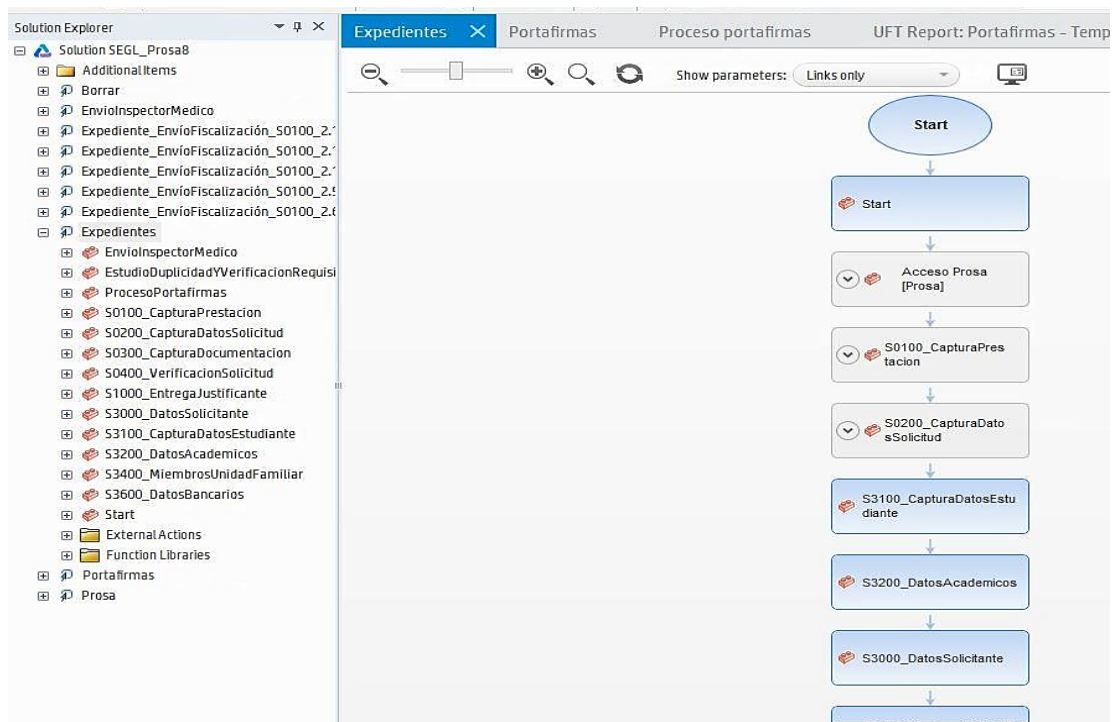 Solution Explorer
Solution SEGL_Prosa8
AdditionalItems
Borrar
EnvioInspectorMedico
Expediente_EnvíoFiscalización_S0100_2.
Expediente_EnvíoFiscalización_S0100_2.
Expediente_EnvíoFiscalización_S0100_2.
Expediente_EnvíoFiscalización_S0100_2.
Expediente_EnvíoFiscalización_S0100_2.
Expedientes
EnvioInspectorMedico
EstudioDuplicidadYVerificacionRequisi
ProcesoPortafirmas
S0100_CapturaPrestacion
S0200_CapturaDatosSolicitud
S0300_CapturaDocumentacion
S0400_VerificacionSolicitud
S1000_EntregaJustificante
S3000_DatosSolicitante
S3100_CapturaDatosEstudiante
S3200_DatosAcademicos
S3400_MiembrosUnidadFamiliar
S3600_DatosBancarios
Start
External Actions
Function Libraries
Portafirmas
Prosa
Expedientes
Portafirmas
Proceso portafirmas
UFT Report: Portafirmas - Temp
Show parameters:
Links only
Start
Start
Acceso Prosa
[Prosa]
S0100_CapturaPres
tacion
S0200_CapturaDato
sSolicitud
S3100_CapturaDatosEstu
diante
S3200_DatosAcademicos
S3000_DatosSolicitante